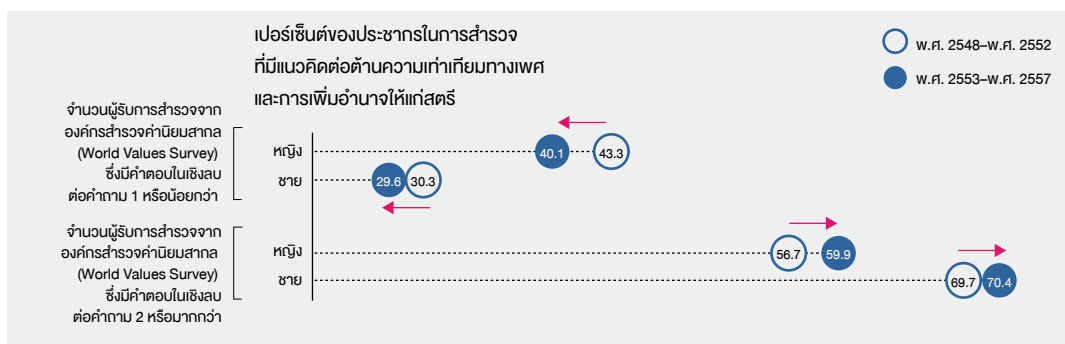 เปอร์เซ็นต์ของประชากรในการสำรวจ
ที่มีแนวคิดต่อต้านความเท่าเทียมทางเพศ
และการเพิ่มอำนาจให้แก่สตรี
พ.ศ. 2548–พ.ศ. 2552
พ.ศ. 2553–พ.ศ. 2557
จำนวนผู้รับการสำรวจจาก
องค์กรสำรวจค่านิยมสากล
(World Values Survey)
ซึ่งมีคำตอบในเชิงลบ
ต่อคำถาม 1 หรือน้อยกว่า
หญิง
40.1
43.3
ชาย
29.6
30.3
จำนวนผู้รับการสำรวจจาก
องค์กรสำรวจค่านิยมสากล
(World Values Survey)
ซึ่งมีคำตอบในเชิงลบ
ต่อคำถาม 2 หรือมากกว่า
หญิง
56.7
59.9
ชาย
69.7
70.4